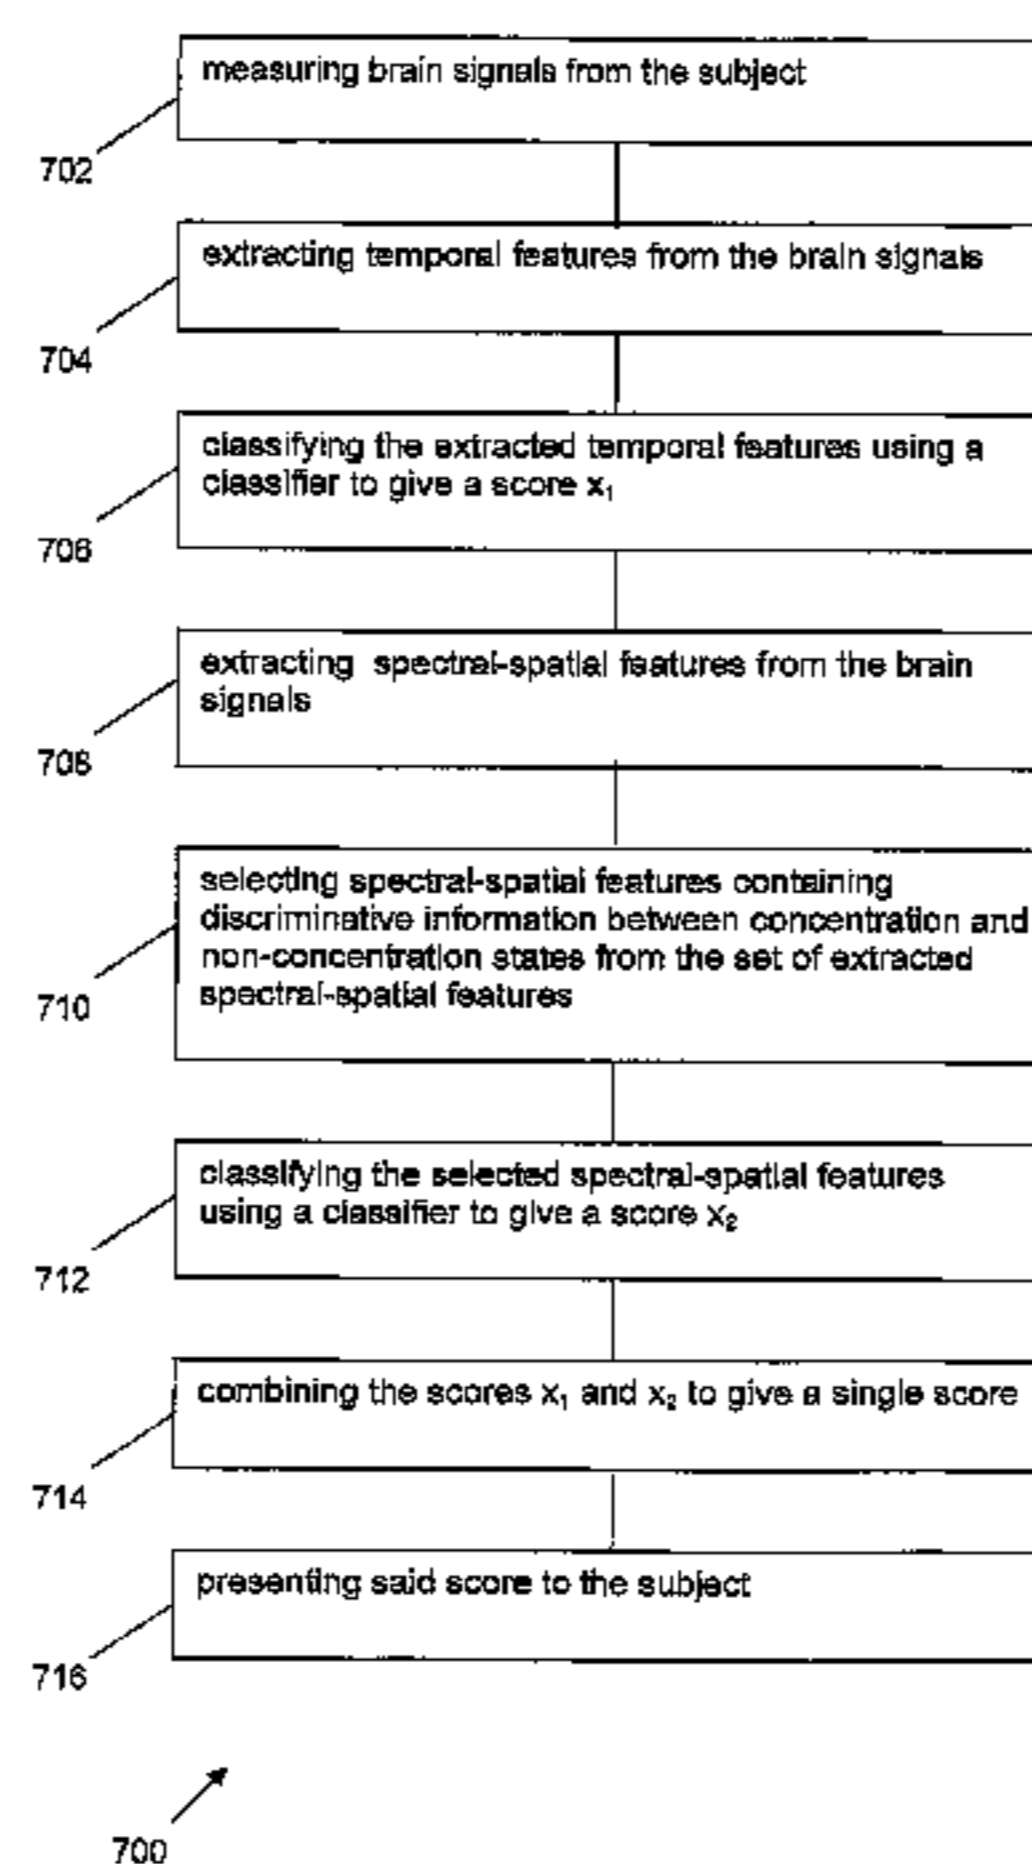 measuring brain signals from the subject
702
extracting temporal features from the brain signals
704
classifying the extracted temporal features using a
classifier to give a score x₁
706
extracting spectral-spatial features from the brain
signals
708
selecting spectral-spatial features containing
discriminative information between concentration and
non-concentration states from the set of extracted
spectral-spatial features
710
classifying the selected spectral-spatial features
using a classifier to give a score x₂
712
combining the scores x₁ and x₂ to give a single score
714
presenting said score to the subject
716
700